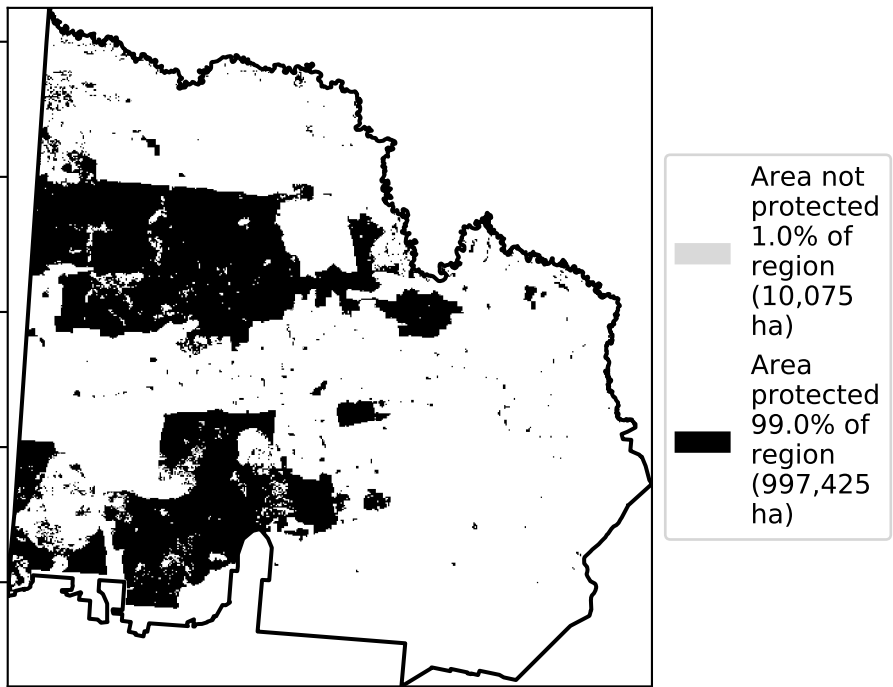 Area not
protected
1.0% of
region
(10,075
ha)
Area
protected
99.0% of
region
(997,425
ha)